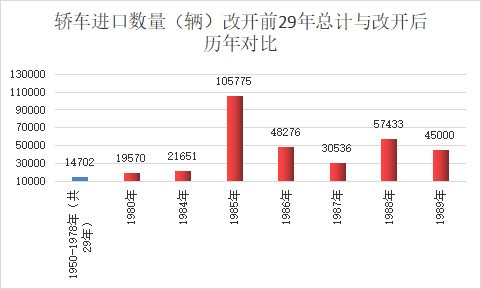 轿车进口数量（辆）改开前29年总计与改开后
历年对比
130000
110000
90000
70000
50000
30000
10000
14702
19570
21651
105775
48276
30536
57433
45000
1950-1978年（共
29年）
1980年
1984年
1985年
1986年
1987年
1988年
1989年